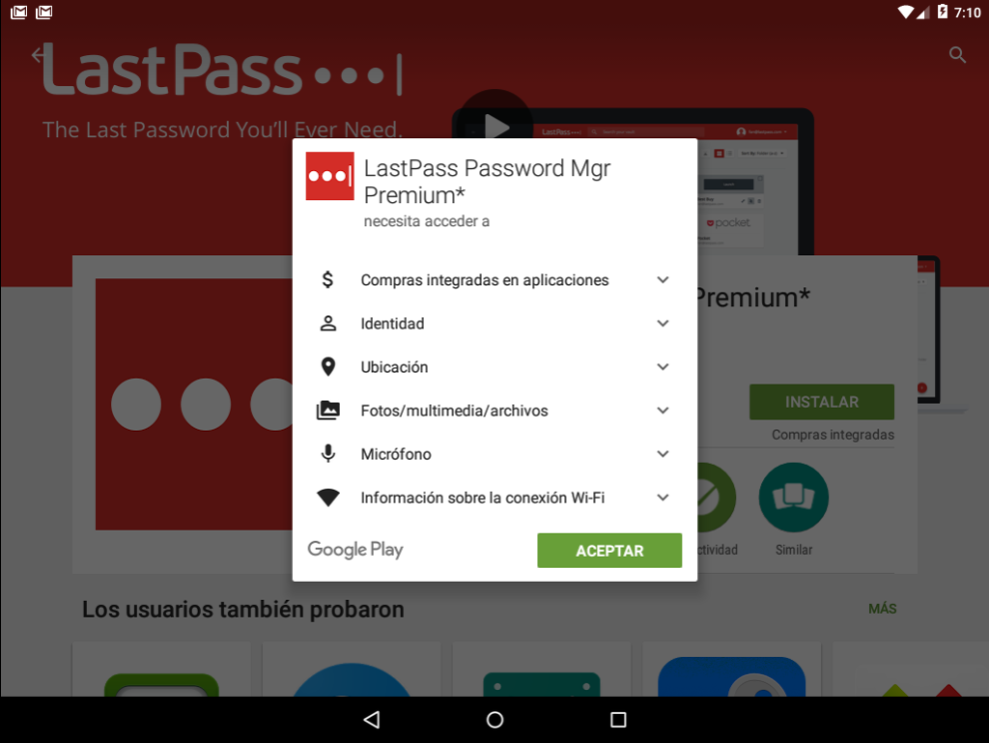 7:10
LastPass
The Last Password You'll Ever Need.
LastPass
LastPass Password Mgr
Premium*
necesita acceder a
pocket
Compras integradas en aplicaciones
Premium*
Identidad
Ubicación
INSTALAR
Fotos/multimedia/archivos
Compras integradas
Micrófono
Información sobre la conexión Wi-Fi
Google Play
ACEPTAR
ctividad
Similar
Los usuarios también probaron
MÁS